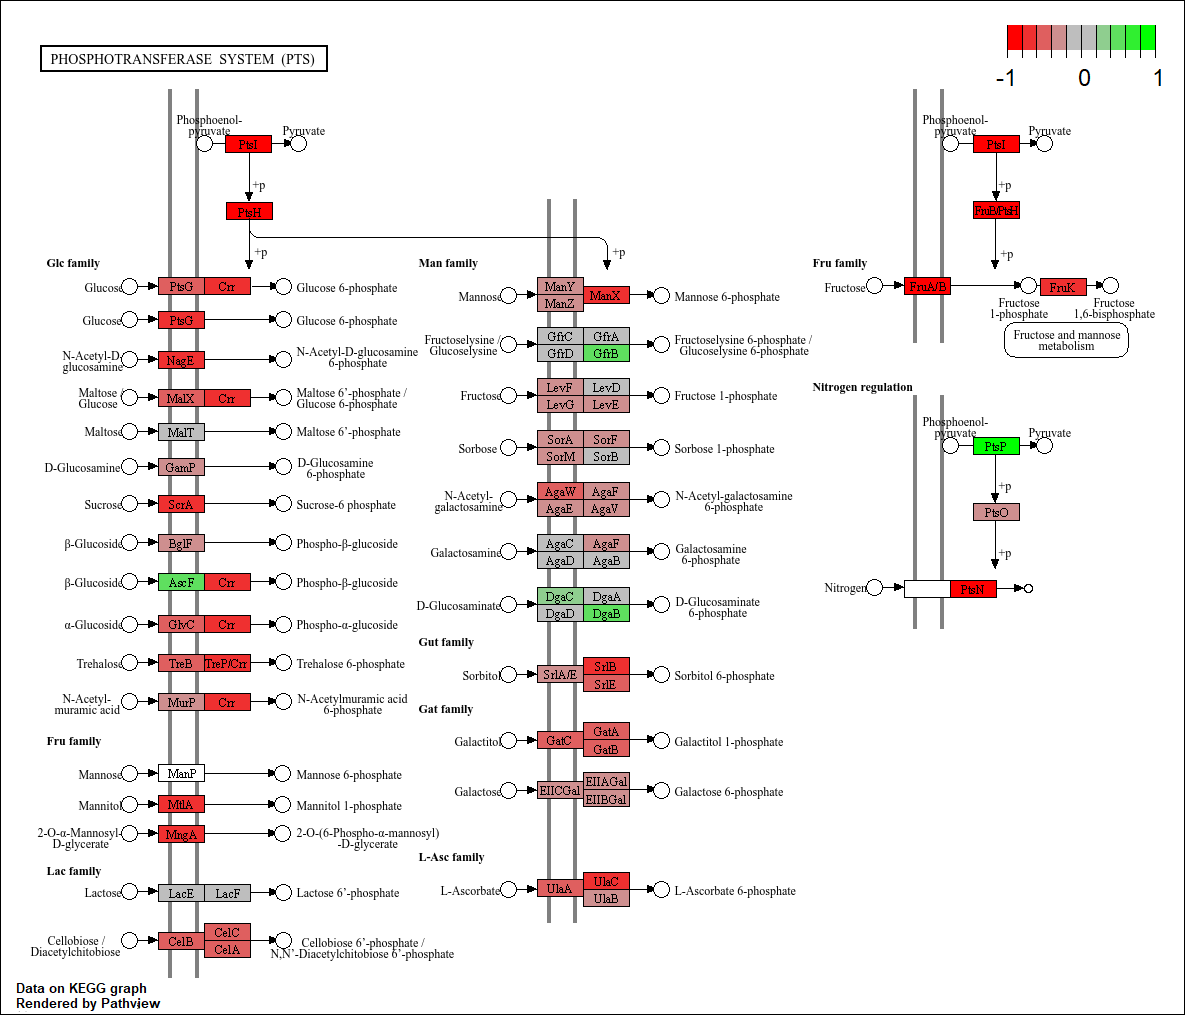 PHOSPHOTRANSFERASE SYSTEM (PTS)
-1 0 1
Phosphoenol-
pyruvate
Pyruvate
PtsI
+p
PtsH
+p
+p
Glc family
Glucose
PtsG
Crr
Glucose 6-phosphate
Glucose
PtsG
Glucose 6-phosphate
N-Acetyl-D-
glucosamine
NagE
N-Acetyl-D-glucosamine
6-phosphate
Maltose /
Glucose
MalX
Crr
Maltose 6'-phosphate /
Glucose 6-phosphate
Maltose
MalT
Maltose 6'-phosphate
D-Glucosamine
GamP
D-Glucosamine
6-phosphate
Sucrose
ScrA
Sucrose-6 phosphate
β-Glucoside
BglF
Phospho-β-glucoside
β-Glucoside
AscF
Crr
Phospho-β-glucoside
α-Glucoside
GlvC
Crr
Phospho-α-glucoside
Trehalose
TreB
TreP/Crr
Trehalose 6-phosphate
N-Acetyl-
muramic acid
MurP
Crr
N-Acetylmuramic acid
6-phosphate
Fru family
Mannose
ManP
Mannose 6-phosphate
Mannitol
MtlA
Mannitol 1-phosphate
2-O-α-Mannosyl-
D-glycerate
MngA
2-O-(6-Phospho-α-mannosyl)
-D-glycerate
Lac family
Lactose
LacE
LacF
Lactose 6'-phosphate
Cellobiose /
Diacetylchitobiose
CelB
CelC
CelA
Cellobiose 6'-phosphate /
N,N'-Diacetylchitobiose 6'-phosphate
Man family
Mannose
ManY
ManZ
ManX
Mannose 6-phosphate
Fructoselysine /
Glucoselysine
GfrC
GfrA
GfrD
GfrB
Fructoselysine 6-phosphate /
Glucoselysine 6-phosphate
Fructose
LevF
LevD
LevG
LevE
Fructose 1-phosphate
Sorbose
SorA
SorF
SorM
SorB
Sorbose 1-phosphate
N-Acetyl-
galactosamine
AgaW
AgaF
AgaE
AgaV
N-Acetyl-galactosamine
6-phosphate
Galactosamine
AgaC
AgaF
AgaD
AgaB
Galactosamine
6-phosphate
D-Glucosaminate
DgaC
DgaA
DgaD
DgaB
D-Glucosaminate
6-phosphate
Gut family
Sorbitol
SrlA/E
SrlB
SrlE
Sorbitol 6-phosphate
Gat family
Galactitol
GatC
GatA
GatB
Galactitol 1-phosphate
Galactose
EIICGal
EIIAGal
EIIBGal
Galactose 6-phosphate
L-Asc family
L-Ascorbate
UlaA
UlaC
UlaB
L-Ascorbate 6-phosphate
Phosphoenol-
pyruvate
Pyruvate
PtsI
+p
FruB/PtsH
+p
Fru family
Fructose
FruA/B
FruK
Fructose
1-phosphate
Fructose
1,6-bisphosphate
Fructose and mannose
metabolism
Nitrogen regulation
Phosphoenol-
pyruvate
Pyruvate
PtsP
+p
PtsO
+p
Nitrogen
PtsN
Data on KEGG graph
Rendered by Pathview